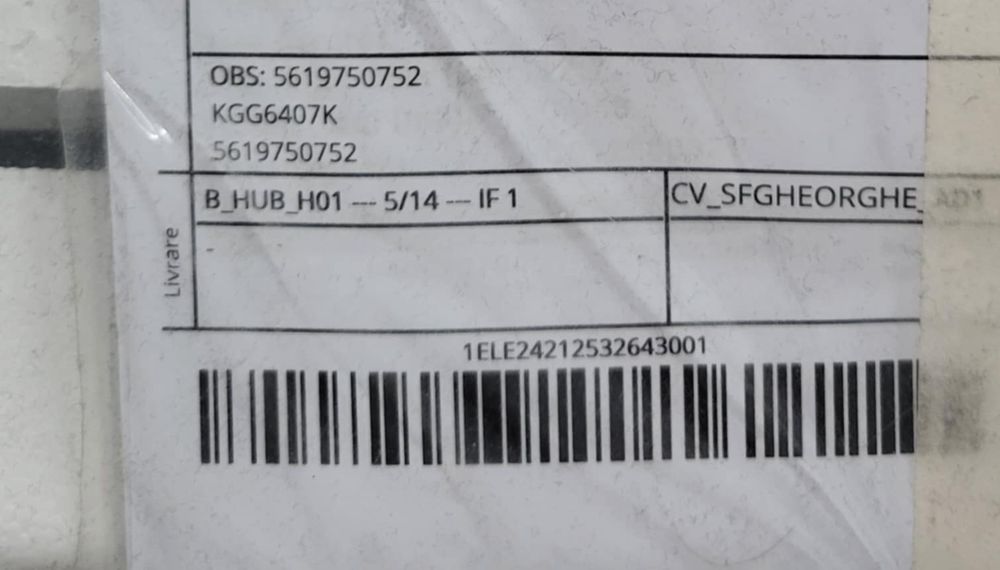 OBS: 5619750752
KGG6407K
5619750752
B_HUB_H01 --- 5/14 --- IF 1
CV_SFGHEORGHE_
Livrare
-
1ELE24212532643001